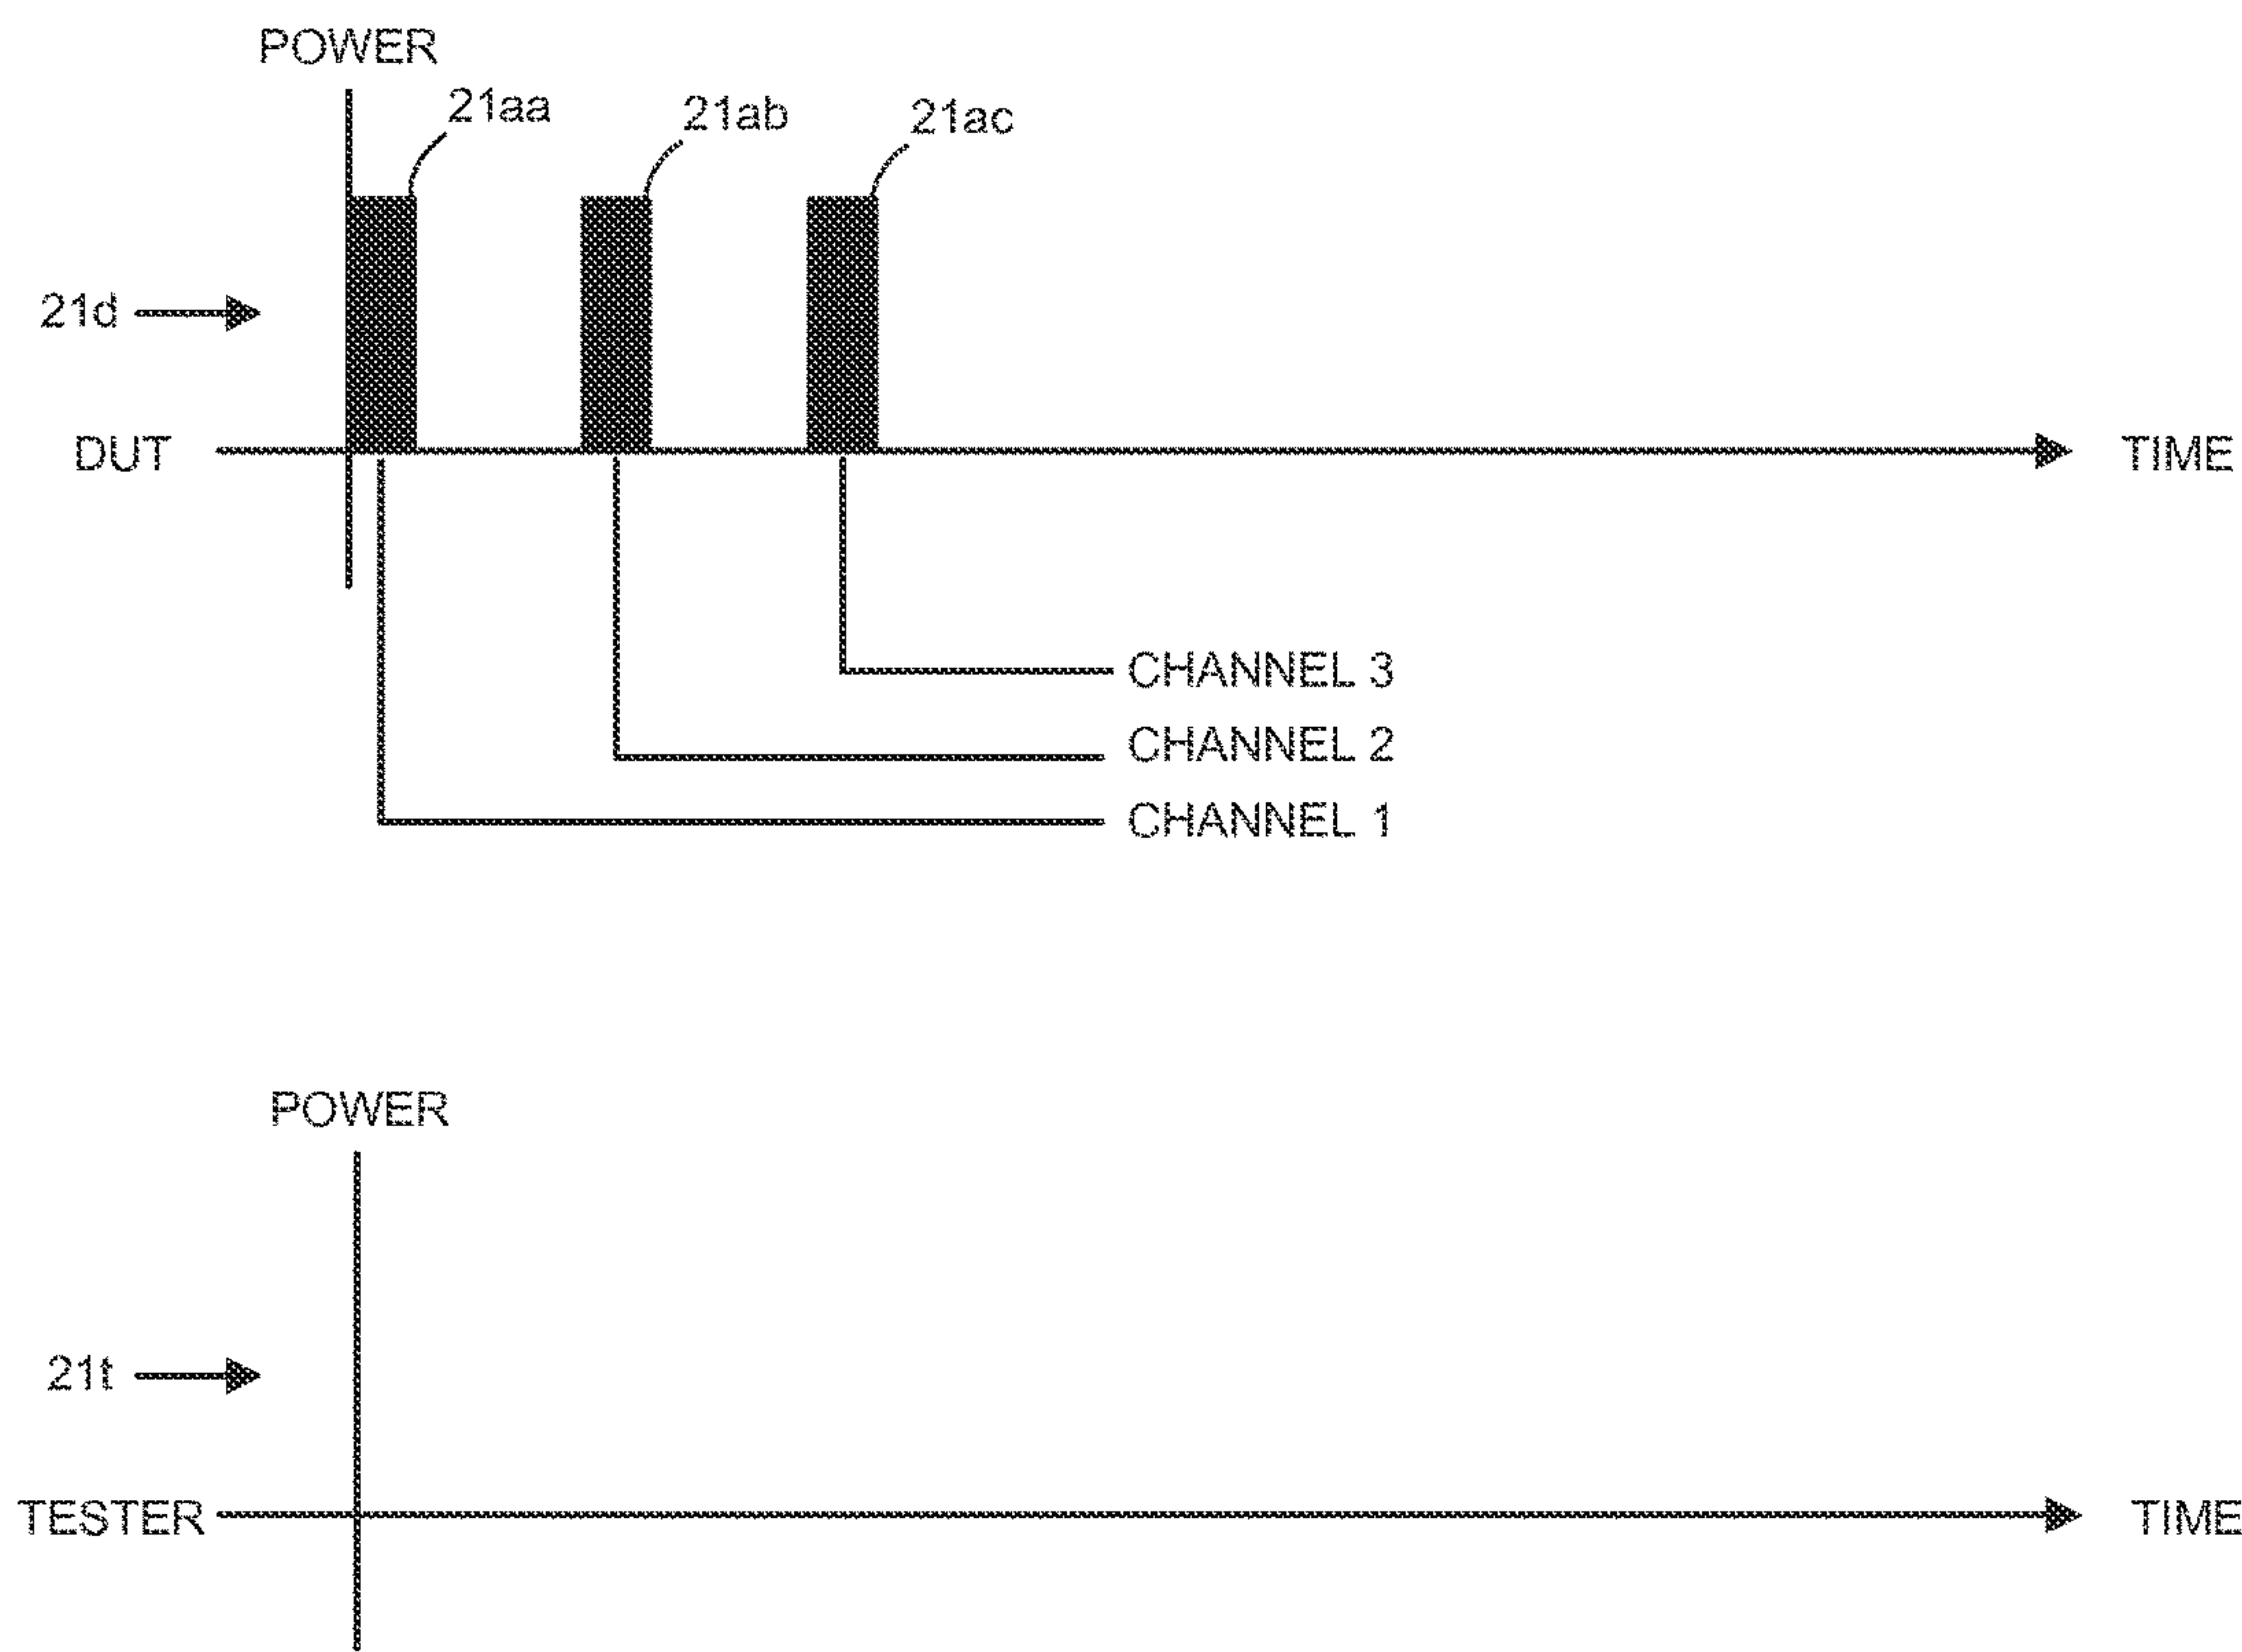 POWER
21aa
21ab
21ac
21d
DUT
TIME
CHANNEL 3
CHANNEL 2
CHANNEL 1
POWER
21t
TESTER
TIME